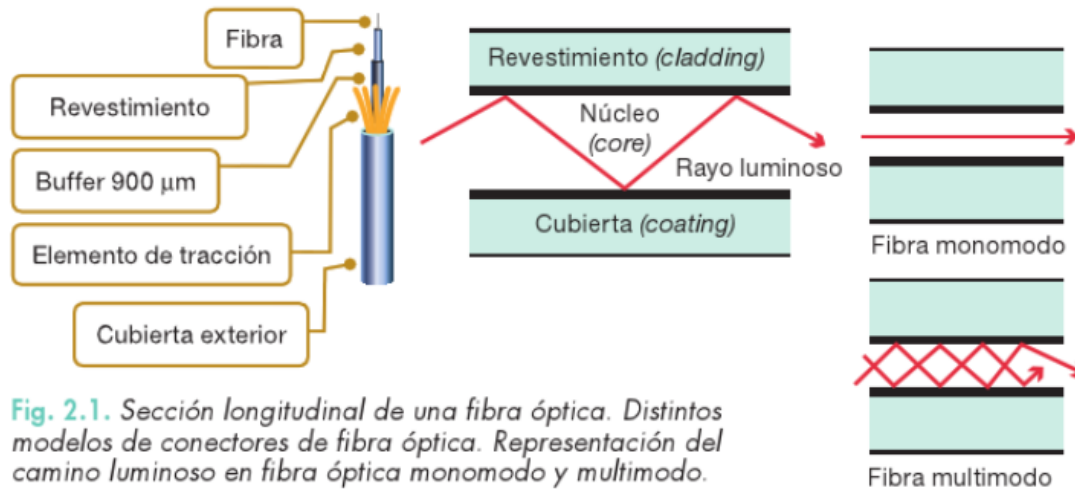 Fibra
Revestimiento
Buffer 900 µm
Elemento de tracción
Cubierta exterior
Revestimiento (cladding)
Núcleo
(core)
Rayo luminoso
Cubierta (coating)
Fibra monomodo
Fibra multimodo
Fig. 2.1. Sección longitudinal de una fibra óptica. Distintos
modelos de conectores de fibra óptica. Representación del
camino luminoso en fibra óptica monomodo y multimodo.